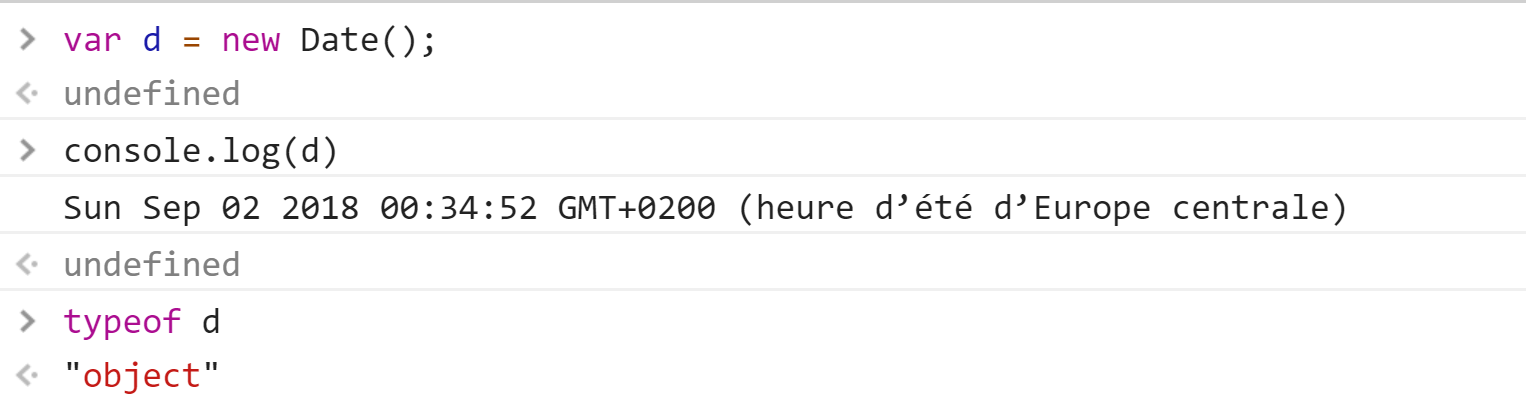 > var d = new Date();
<· undefined
> console.log(d)
Sun Sep 02 2018 00:34:52 GMT+0200 (heure d’été d’Europe centrale)
<· undefined
> typeof d
<· "object"